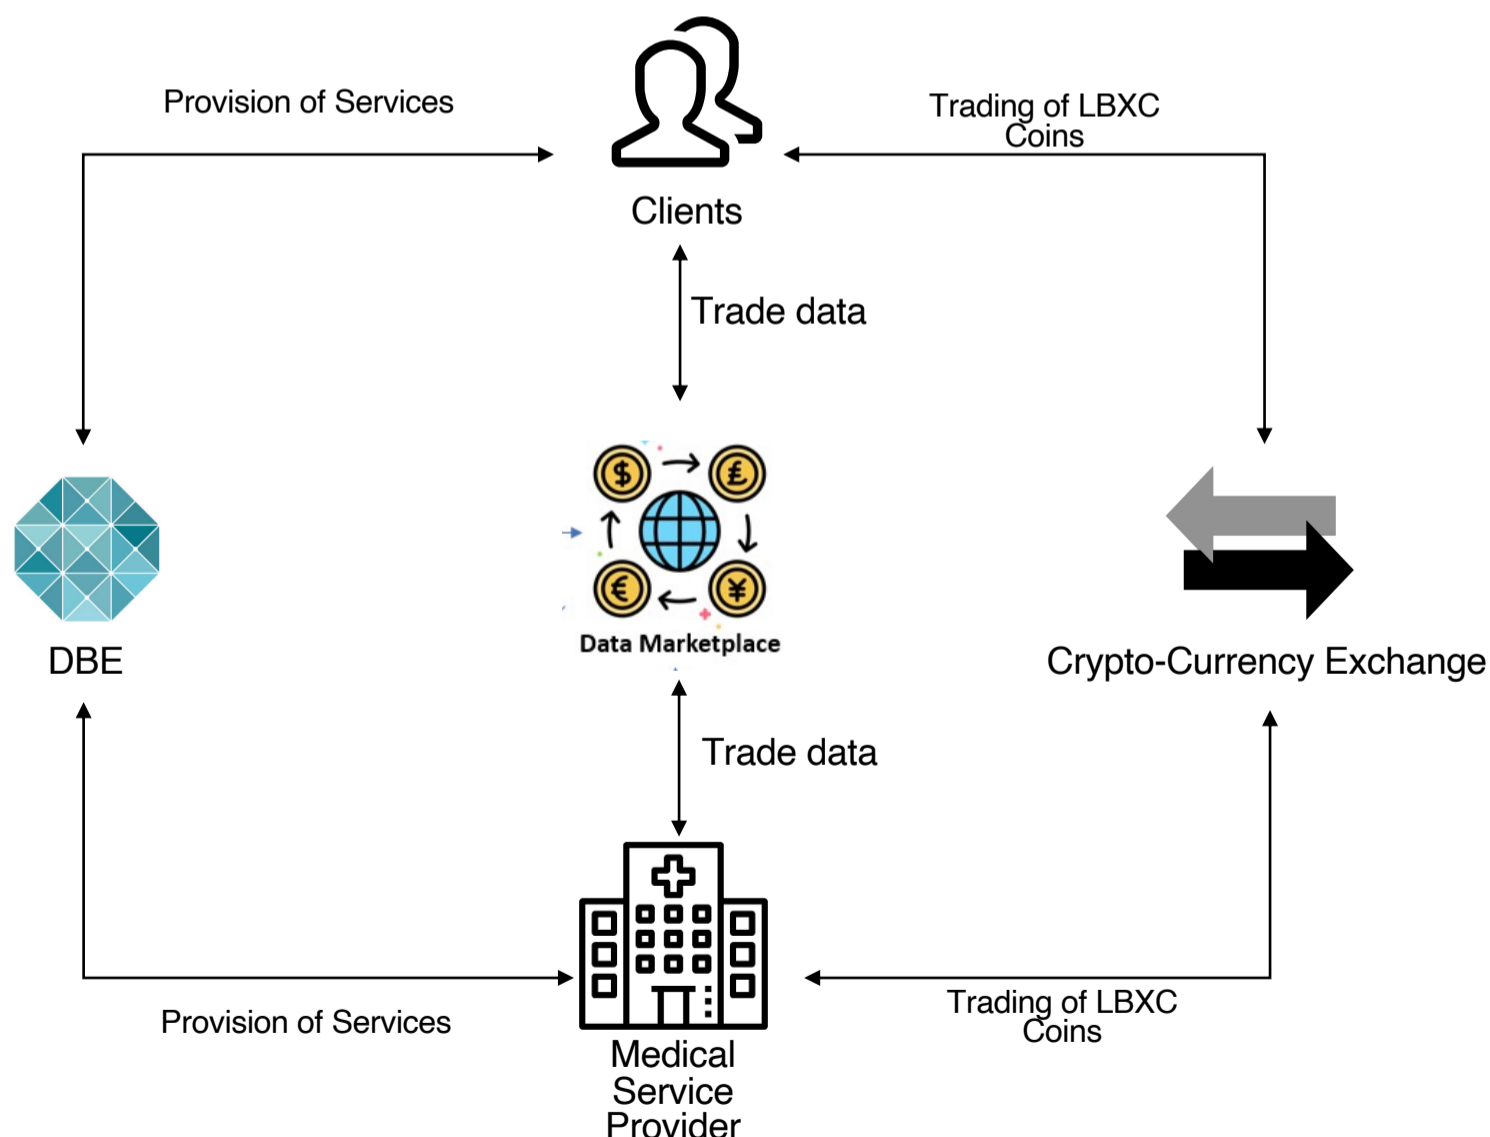 Provision of Services
Trading of LBXC
Coins
Clients
Trade data
$
£
€
¥
Data Marketplace
DBE
Crypto-Currency Exchange
Trade data
Provision of Services
Trading of LBXC
Coins
Medical
Service
Provider